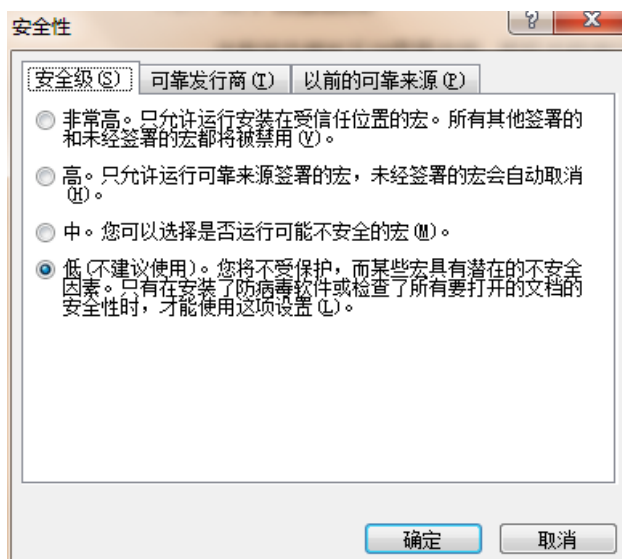 安全性
安全级(S) 可靠发行商(T) 以前的可靠来源(P)
非常高。只允许运行安装在受信任位置的宏。所有其他签署的
和未经签署的宏都将被禁用(V)。
高。只允许运行可靠来源签署的宏，未经签署的宏会自动取消
(H)。
中。您可以选择是否运行可能不安全的宏(M)。
低(不建议使用)。您将不受保护，而某些宏具有潜在的不安全
因素。只有在安装了防病毒软件或检查了所有要打开的文档的
安全性时，才能使用这项设置(L)。
确定 取消